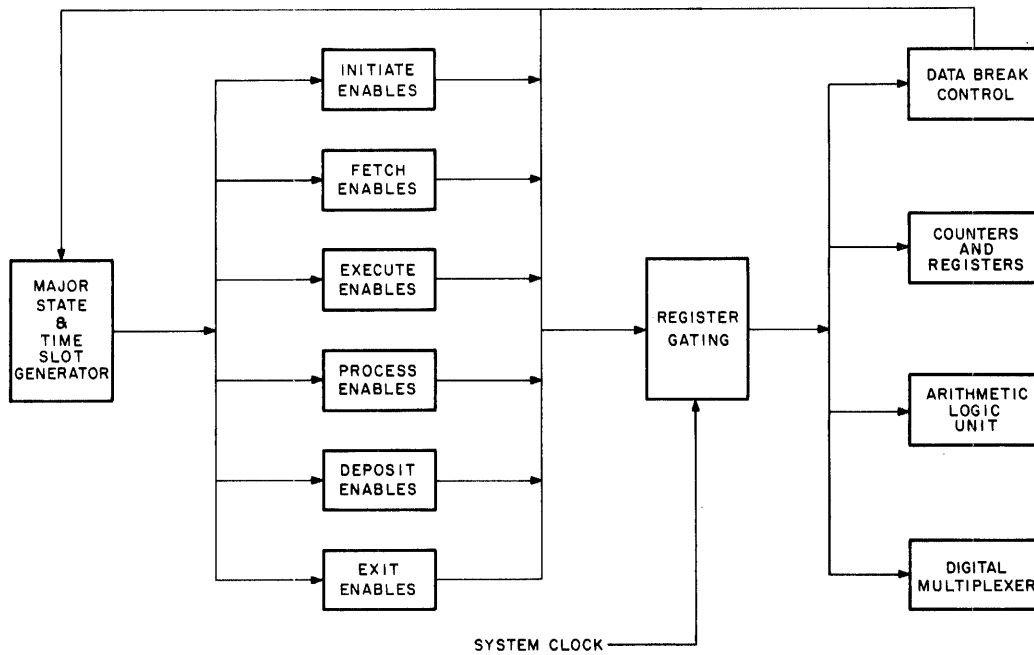 INITIATE
ENABLES
FETCH
ENABLES
EXECUTE
ENABLES
PROCESS
ENABLES
DEPOSIT
ENABLES
EXIT
ENABLES
MAJOR
STATE
&
TIME
SLOT
GENERATOR
REGISTER
GATING
SYSTEM CLOCK
DATA BREAK
CONTROL
COUNTERS
AND
REGISTERS
ARITHMETIC
LOGIC
UNIT
DIGITAL
MULTIPLEXER